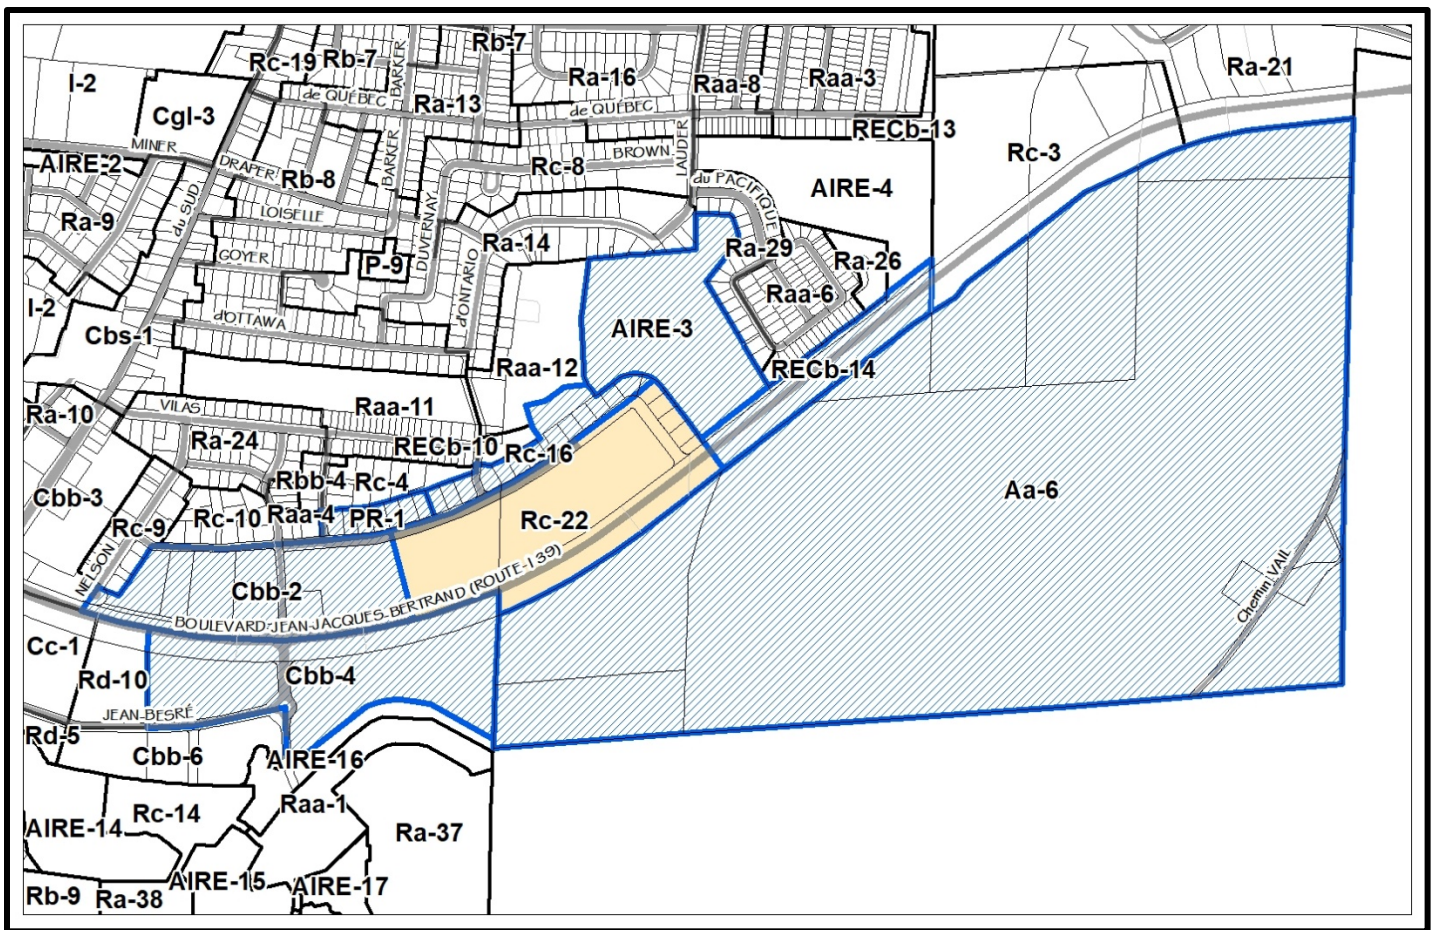 Rb-7
Rc-19
Rb-7
BARKER
Ra-16
Raa-8
Raa-3
Ra-21
I-2
Cgl-3
de QUÉBEC
Ra-13
de QUÉBEC
RECb-13
MINER
AIRE-2
DRAPER
Rb-8
BARKER
Rc-8
BROWN
LAUDER
Rc-3
du PACIFIQUE
AIRE-4
Ra-9
du SUD
LOISELLE
DUVERNAY
Ra-14
Ra-29
Ra-26
GOYER
P-9
d'ONTARIO
Raa-6
I-2
Cbs-1
d'OTTAWA
AIRE-3
Raa-12
RECb-14
Ra-10
VILAS
Raa-11
Ra-24
RECb-10
Rc-16
Cbb-3
Rbb-4
Rc-4
Aa-6
Rc-9
Rc-10
Raa-4
PR-1
Rc-22
NELSON
Cbb-2
BOULEVARD-JEAN-JACQUES-BERTRAND (ROUTE-139)
Chemin VAIL
Cc-1
Rd-10
Cbb-4
JEAN-BESRÉ
Rd-5
Cbb-6
AIRE-16
Rc-14
Raa-1
AIRE-14
Ra-37
AIRE-15
AIRE-17
Rb-9
Ra-38